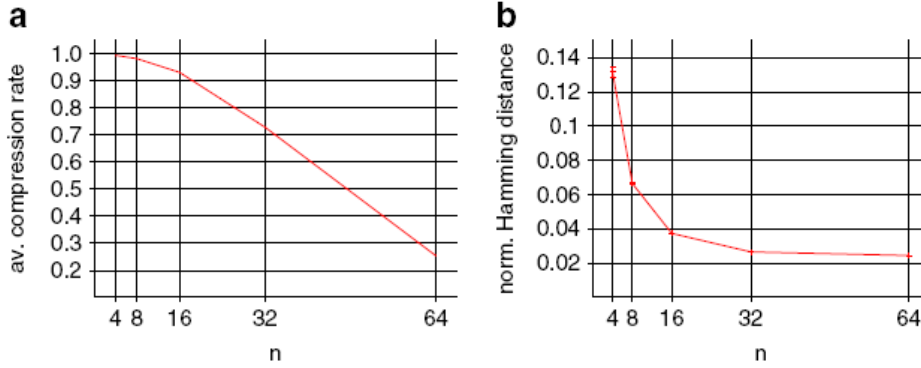 a
av. compression rate
1.0
0.9
0.8
0.7
0.6
0.5
0.4
0.3
0.2
4 8 16 32 64
n
b
norm. Hamming distance
0.14
0.12
0.1
0.08
0.06
0.04
0.02
4 8 16 32 64
n